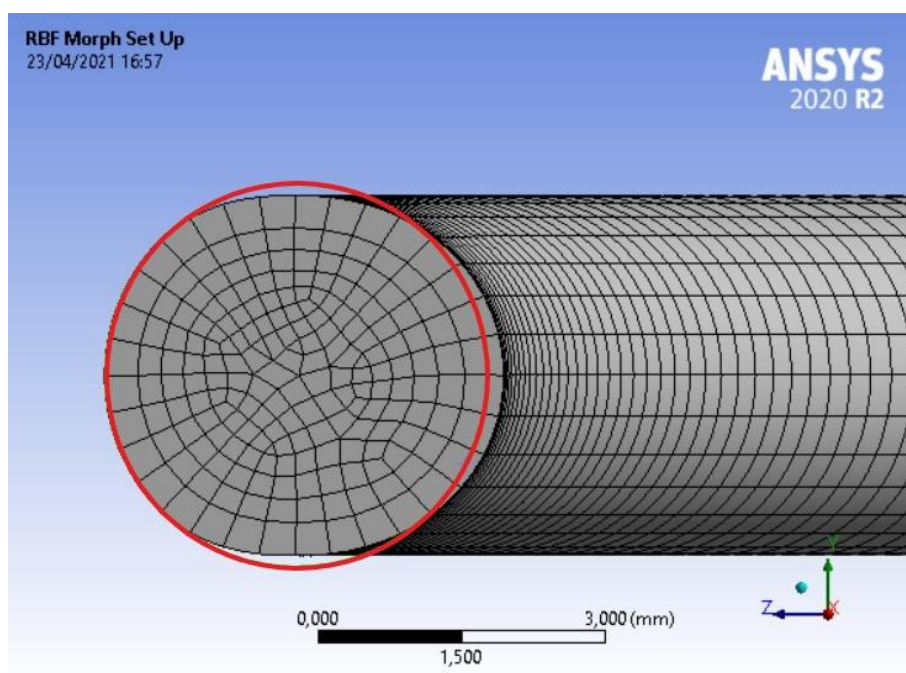 RBF Morph Set Up
23/04/2021 16:57
ANSYS
2020 R2
0,000
3,000 (mm)
1,500
Y
Z
X